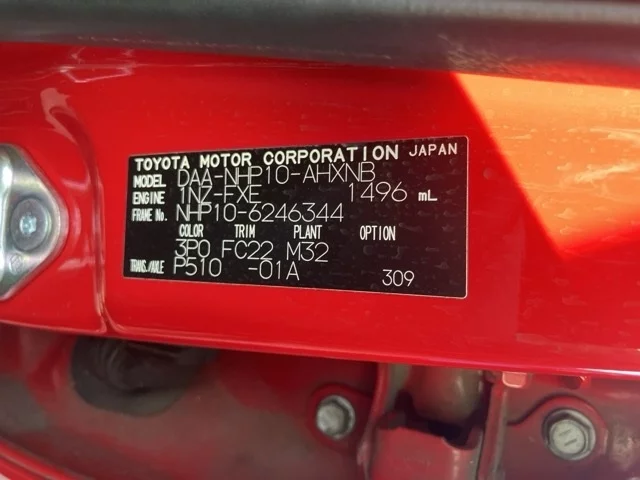 TOYOTA MOTOR CORPORATION JAPAN
MODEL DAA-NHP10-AHXNB
ENGINE 1NZ-FXE 1496 mL
FRAME No. NHP10-6246344
COLOR TRIM PLANT OPTION
3P0 FC22 M32
TRANS./AXLE P510 -01A 309